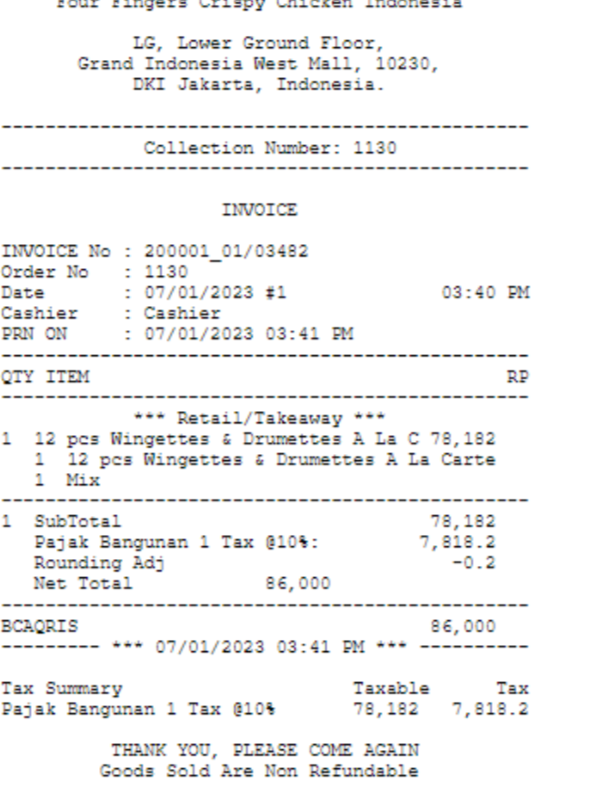 Four Fingers Crispy Chicken Indonesia
LG, Lower Ground Floor,
Grand Indonesia West Mall, 10230,
DKI Jakarta, Indonesia.
------------------------------------------------
Collection Number: 1130
------------------------------------------------
INVOICE
INVOICE No : 200001_01/03482
Order No : 1130
Date : 07/01/2023 #1 03:40 PM
Cashier : Cashier
PRN ON : 07/01/2023 03:41 PM
------------------------------------------------
QTY ITEM RP
------------------------------------------------
*** Retail/Takeaway ***
1 12 pcs Wingettes & Drumettes A La C 78,182
1 12 pcs Wingettes & Drumettes A La Carte
1 Mix
------------------------------------------------
1 SubTotal 78,182
Pajak Bangunan 1 Tax @10%: 7,818.2
Rounding Adj -0.2
Net Total 86,000
------------------------------------------------
BCAQRIS 86,000
--------- *** 07/01/2023 03:41 PM *** ----------
Tax Summary Taxable Tax
Pajak Bangunan 1 Tax @10% 78,182 7,818.2
THANK YOU, PLEASE COME AGAIN
Goods Sold Are Non Refundable